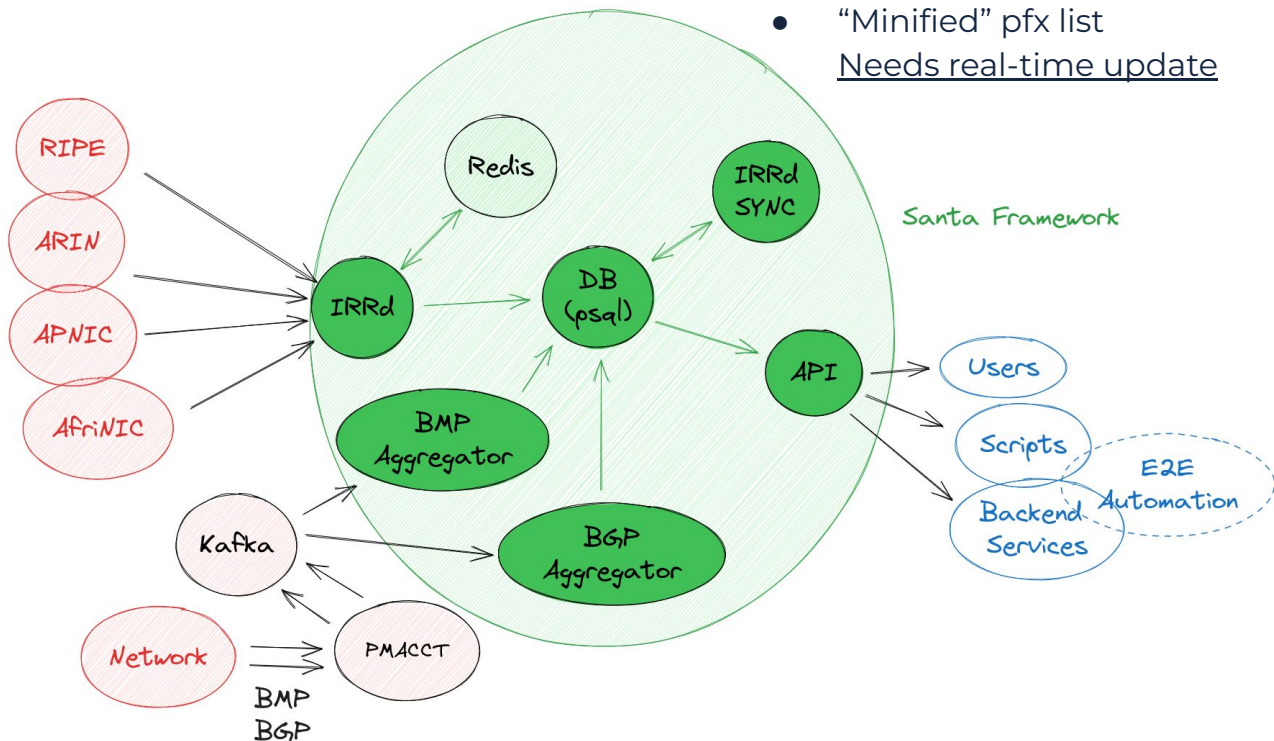 ● “Minified” pfx list
Needs real-time update
RIPE
ARIN
APNIC
AfriNIC
Redis
IRRd
SYNC
Santa Framework
IRRd
DB
(psql)
API
Users
Scripts
E2E
Automation
Backend
Services
BMP
Aggregator
BGP
Aggregator
Kafka
Network
PMACCT
BMP
BGP